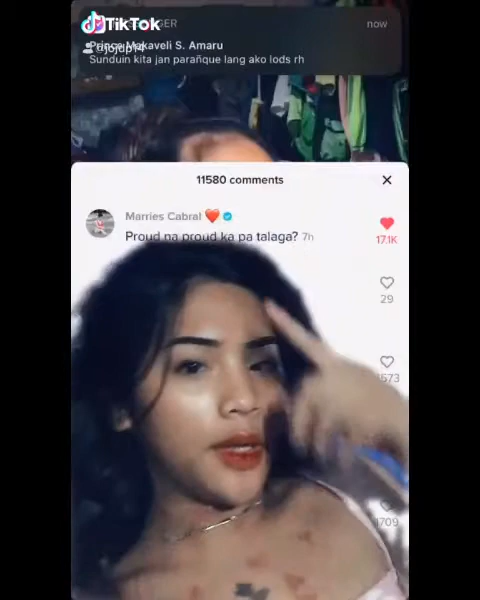 TikTok
@jojap14
now
Prince Makaveli S. Amaru
Sunduin kita jan parañque lang ako lods rh
11580 comments
Marries Cabral
Proud na proud ka pa talaga? 7h
17.1K
29
1709